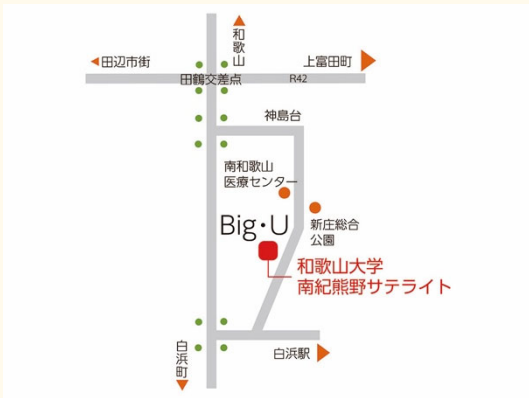 和歌山
田辺市街
上富田町
田鶴交差点
R42
神島台
南和歌山
医療センター
Big・U
新庄総合
公園
和歌山大学
南紀熊野サテライト
白浜町
白浜駅